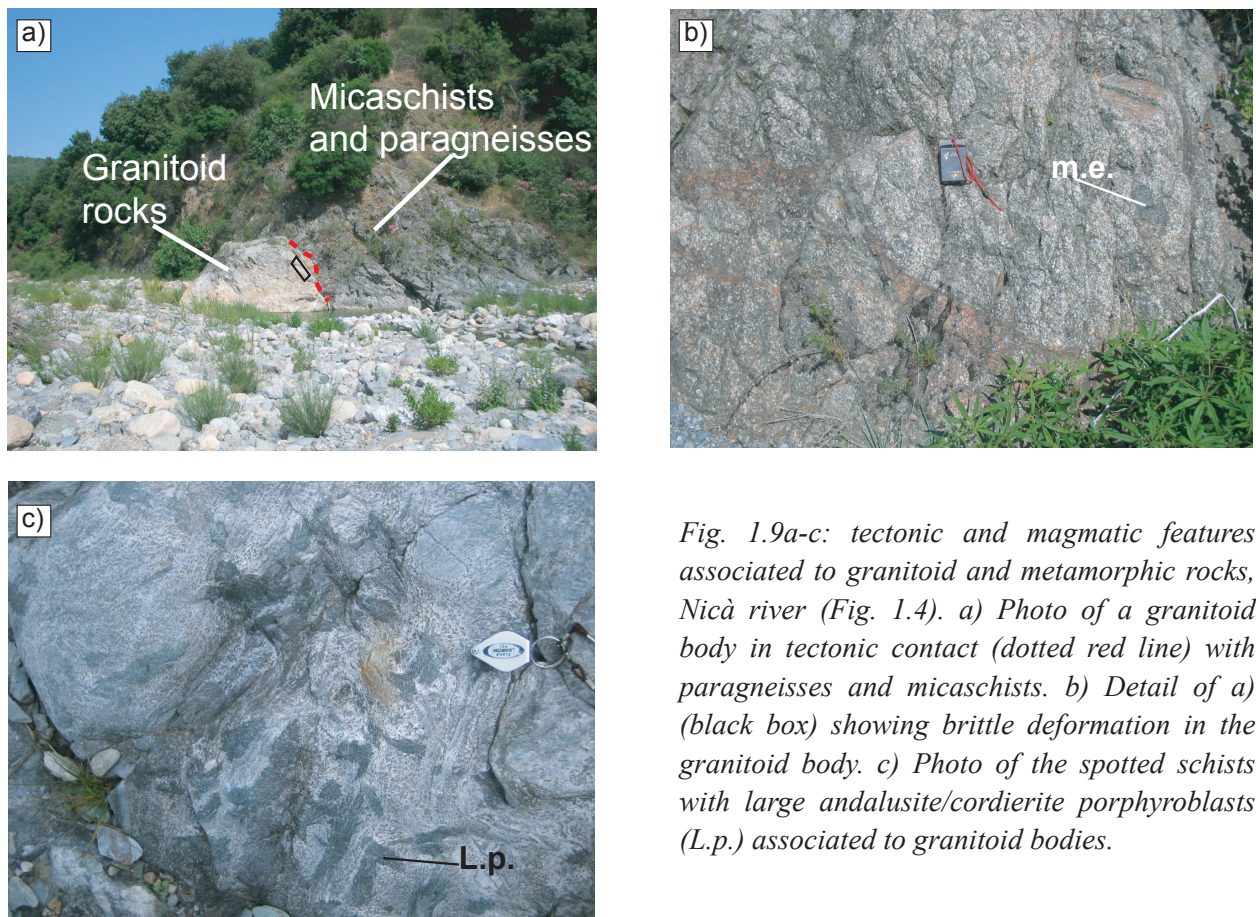 a)
Granitoid
rocks
Micaschists
and paragneisses
b)
m.e.
c)
L.p.
Fig. 1.9a-c: tectonic and magmatic features
associated to granitoid and metamorphic rocks,
Nicà river (Fig. 1.4). a) Photo of a granitoid
body in tectonic contact (dotted red line) with
paragneisses and micaschists. b) Detail of a)
(black box) showing brittle deformation in the
granitoid body. c) Photo of the spotted schists
with large andalusite/cordierite porphyroblasts
(L.p.) associated to granitoid bodies.